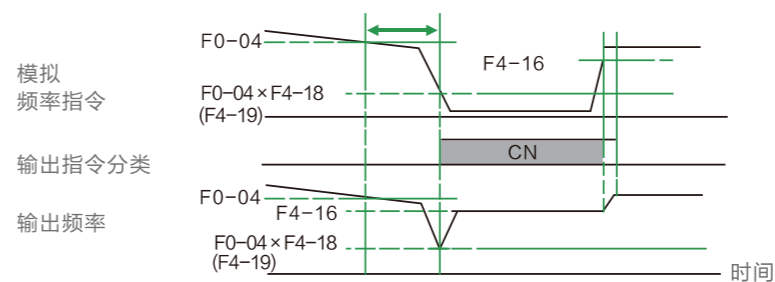 F0-04
F4-16
模拟
频率指令
F0-04×F4-18
(F4-19)
输出指令分类
CN
F0-04
F4-16
输出频率
F0-04×F4-18
(F4-19)
时间